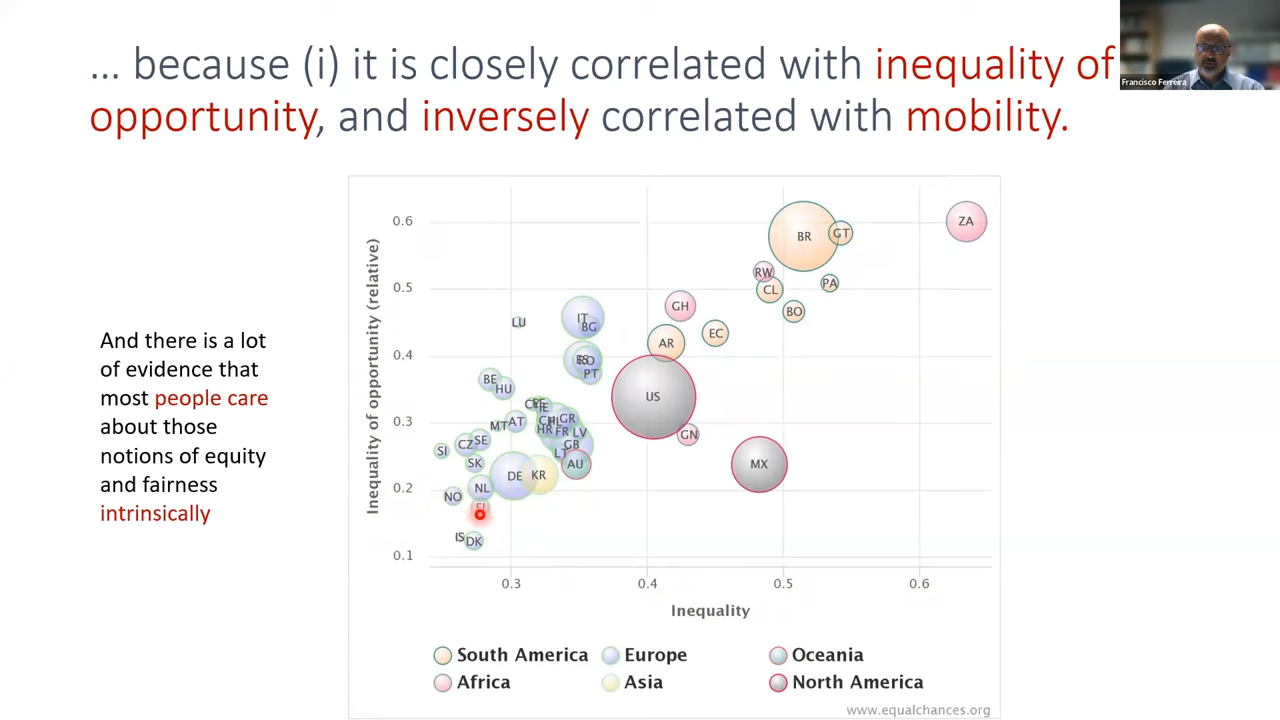 ... because (i) it is closely correlated with inequality of
opportunity, and inversely correlated with mobility.
Francisco Ferreira
And there is a lot
of evidence that
most people care
about those
notions of equity
and fairness
intrinsically
Inequality of opportunity (relative)
0.6
0.5
0.4
0.3
0.2
0.1
ZA
BR
GT
RW
CL
PA
BO
GH
EC
AR
US
GN
MX
LU
IT
BG
RO
PT
BE
HU
AT
MT
IE
CH
GR
HR
FR
LV
GB
LT
AU
SI
CZ
SE
SK
DE
KR
NO
NL
IS
DK
0.3
0.4
0.5
0.6
Inequality
South America
Europe
Oceania
Africa
Asia
North America
www.equalchances.org